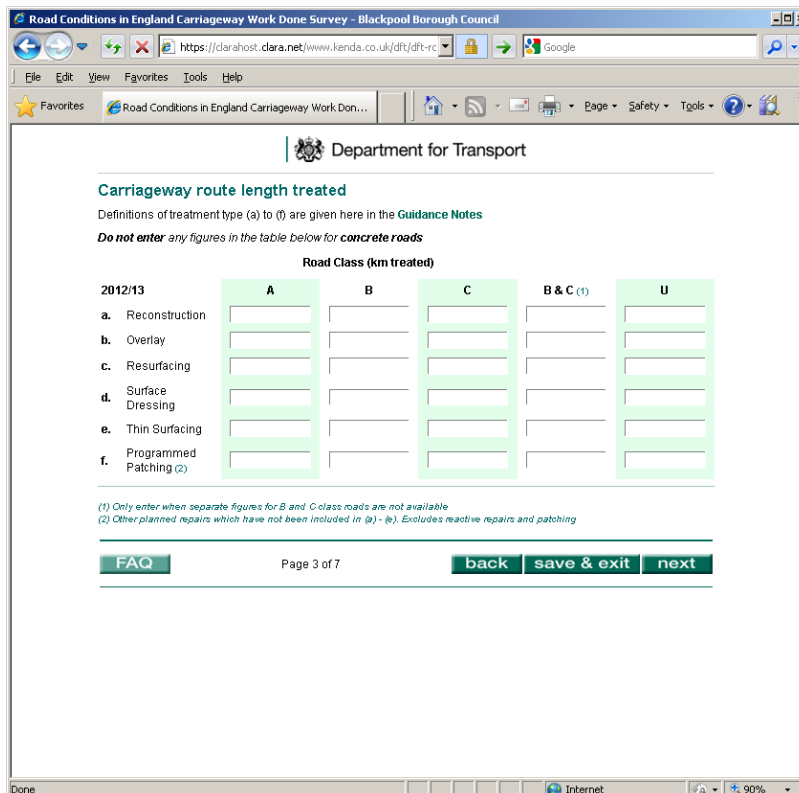 Road Conditions in England Carriageway Work Done Survey - Blackpool Borough Council
https://clarahost.clara.net/www.kenda.co.uk/dft/dft-rc
Google
File Edit View Favorites Tools Help
Favorites
Road Conditions in England Carriageway Work Don...
Page Safety Tools
Department for Transport
Carriageway route length treated
Definitions of treatment type (a) to (f) are given here in the Guidance Notes
Do not enter any figures in the table below for concrete roads
Road Class (km treated)
2012/13 A B C B & C (1) U
a. Reconstruction
b. Overlay
c. Resurfacing
d. Surface
Dressing
e. Thin Surfacing
f. Programmed
Patching (2)
(1) Only enter when separate figures for B and C class roads are not available
(2) Other planned repairs which have not been included in (a) - (e). Excludes reactive repairs and patching
FAQ Page 3 of 7 back save & exit next
Done Internet 90%